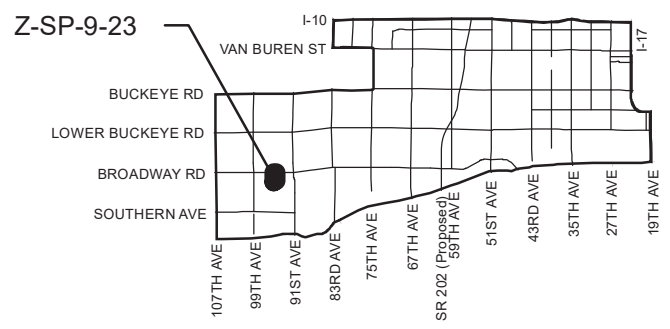 Z-SP-9-23
I-10
I-17
VAN BUREN ST
BUCKEYE RD
LOWER BUCKEYE RD
BROADWAY RD
SOUTHERN AVE
107TH AVE
99TH AVE
91ST AVE
83RD AVE
75TH AVE
67TH AVE
SR 202 (Proposed)
59TH AVE
51ST AVE
43RD AVE
35TH AVE
27TH AVE
19TH AVE